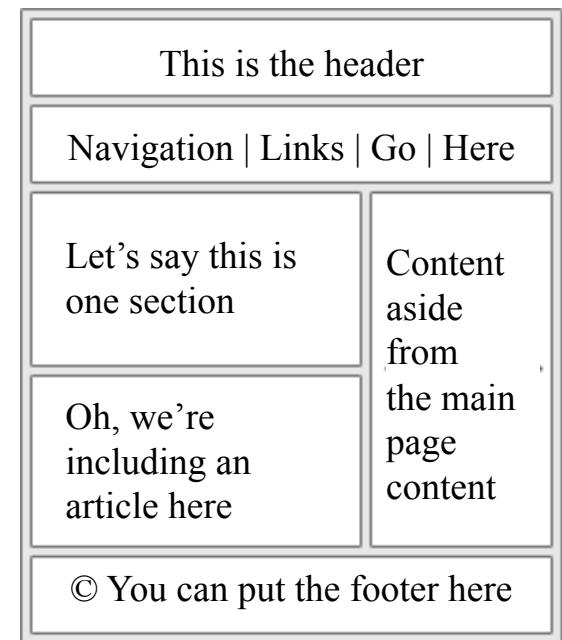 This is the header
Navigation | Links | Go | Here
Let’s say this is
one section
Oh, we’re
including an
article here
Content
aside
from
the main
page
content
© You can put the footer here